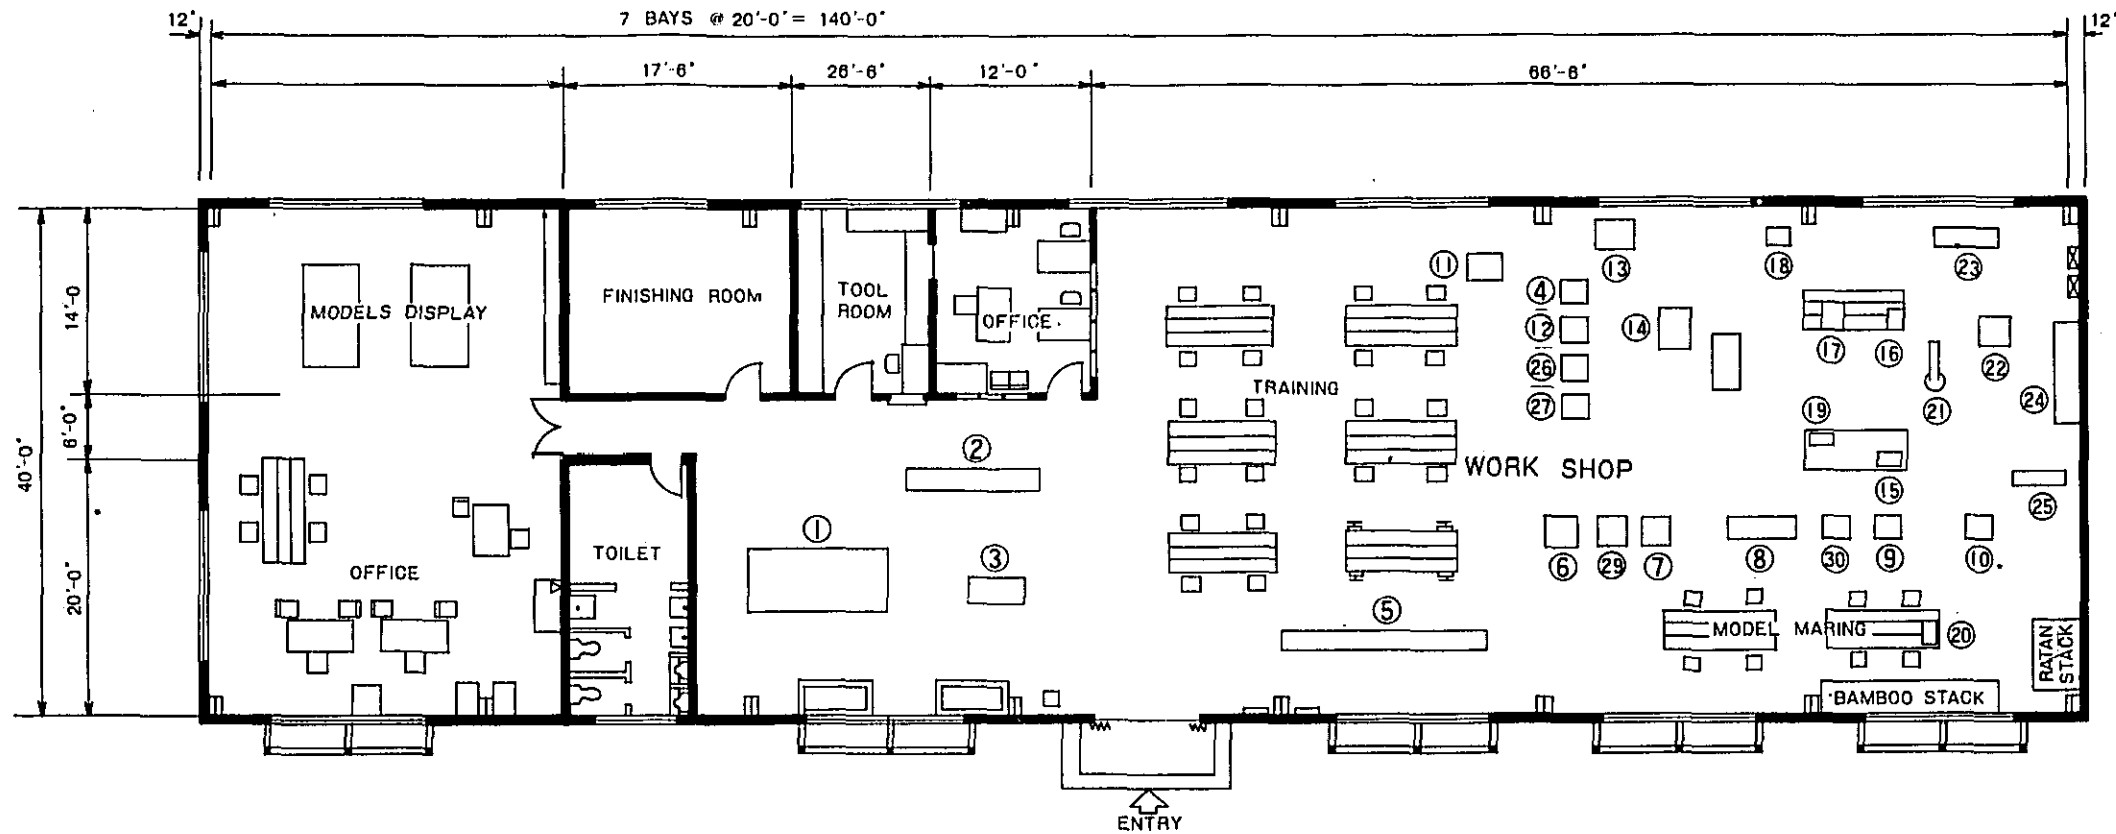 12"
7 BAYS @ 20'-0" = 140'-0"
12"
17'-6"
26'-6"
12'-0"
66'-6"
40'-0"
14'-0
6'-0"
20'-0"
MODELS DISPLAY
FINISHING ROOM
TOOL
ROOM
OFFICE
11
13
18
23
4
12
26
27
14
17
16
22
21
24
TRAINING
19
2
WORK SHOP
15
25
1
TOILET
3
OFFICE
6
29
7
8
30
9
10
5
MODEL MARING
20
RATAN
STACK
BAMBOO STACK
ENTRY